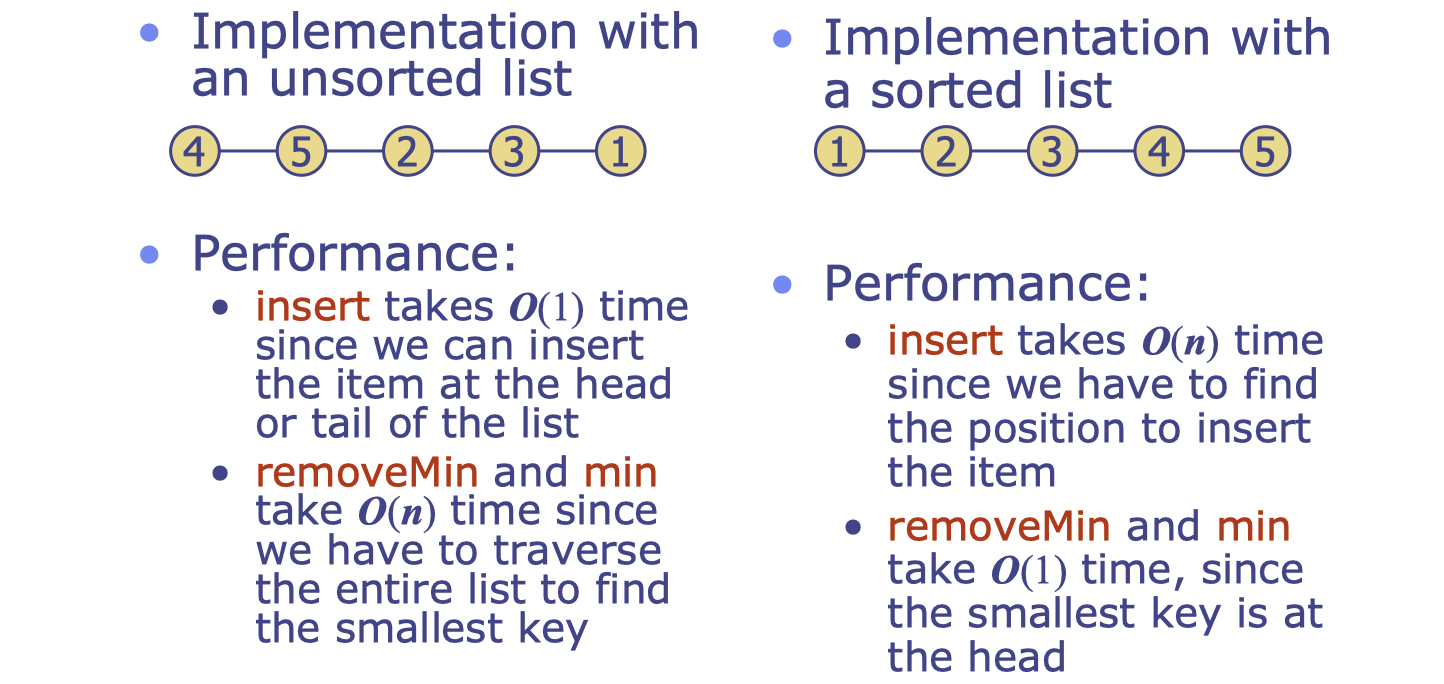 Implementation with
an unsorted list
4 5 2 3 1
Performance:
insert takes O(1) time
since we can insert
the item at the head
or tail of the list
removeMin and min
take O(n) time since
we have to traverse
the entire list to find
the smallest key
Implementation with
a sorted list
1 2 3 4 5
Performance:
insert takes O(n) time
since we have to find
the position to insert
the item
removeMin and min
take O(1) time, since
the smallest key is at
the head